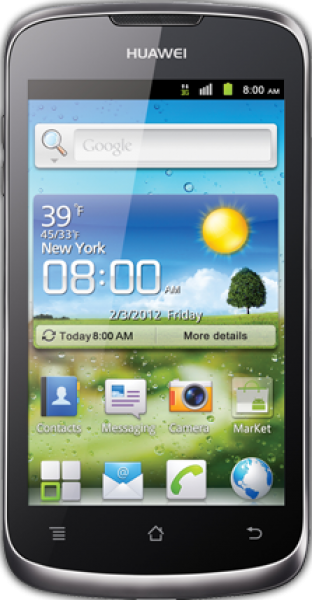 HUAWEI
3G
8:00 AM
Google
39 °F
45/33°F
New York
08:00 AM
2/3/2012 Friday
Today 8:00 AM
More details
Contacts
Messaging
Camera
MarKet
@